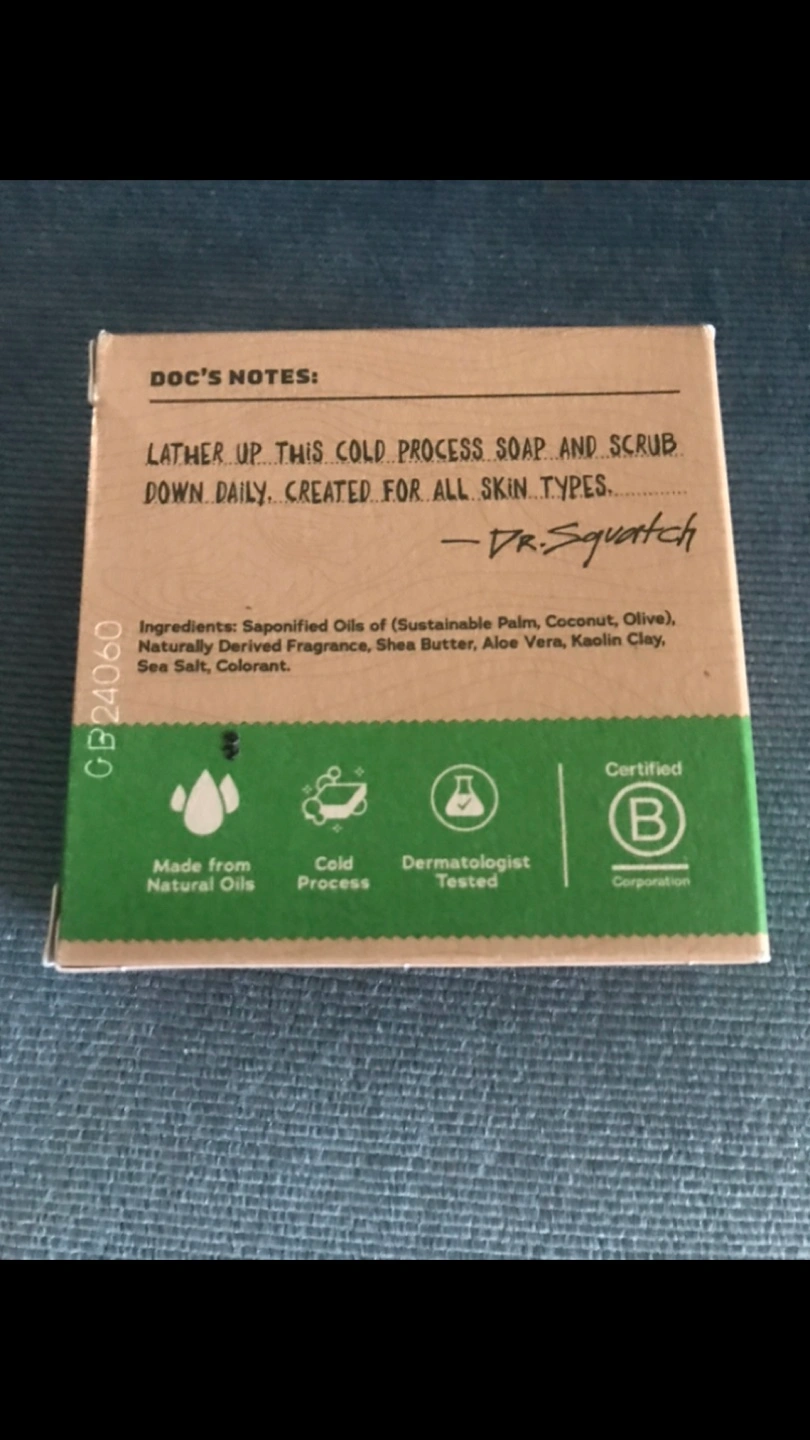 DOC'S NOTES:
LATHER UP THIS COLD PROCESS SOAP AND SCRUB
DOWN DAILY. CREATED FOR ALL SKIN TYPES.
— DR. Squatch
Ingredients: Saponified Oils of (Sustainable Palm, Coconut, Olive),
Naturally Derived Fragrance, Shea Butter, Aloe Vera, Kaolin Clay,
Sea Salt, Colorant.
GB24060
Made from
Natural Oils
Cold
Process
Dermatologist
Tested
Certified
B
Corporation